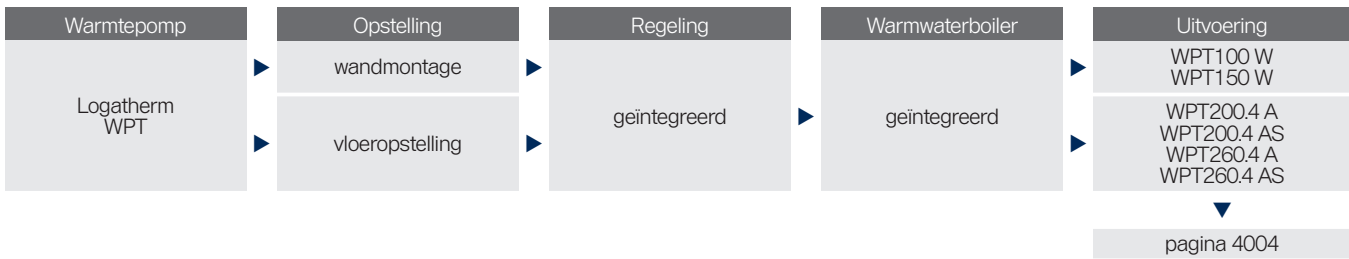 Warmtepomp
Opstelling
Regeling
Warmwaterboiler
Uitvoering
Logatherm
WPT
wandmontage
vloeropstelling
geïntegreerd
geïntegreerd
WPT100 W
WPT150 W
WPT200.4 A
WPT200.4 AS
WPT260.4 A
WPT260.4 AS
pagina 4004